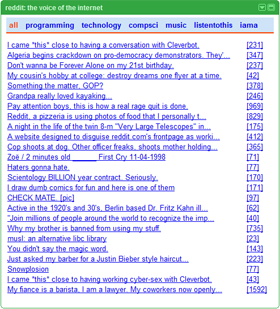 reddit: the voice of the internet
all programming technology compsci music listentothis iama
I came *this* close to having a conversation with Cleverbot. [231]
Algeria begins crackdown on pro-democracy demonstrators. They'... [347]
Don't wanna be Forever Alone on my 21st birthday. [237]
My cousin's hobby at college: destroy dreams one flyer at a time. [42]
Something the matter, GOP? [378]
Grandpa really loved kayaking... [246]
Pay attention boys, this is how a real rage quit is done. [969]
Reddit, a pizzeria is using photos of food that I personally t... [829]
A night in the life of the twin 8-m "Very Large Telescopes" in... [175]
A website designed to disguise reddit.com's frontpage as worki... [412]
Cop shoots at dog. Other officer freaks, shoots mother holding... [365]
Zoë / 2 minutes old ______ First Cry 11-04-1998 [71]
Haters gonna hate. [77]
Scientology BILLION year contract. Seriously. [170]
I draw dumb comics for fun and here is one of them [171]
CHECK MATE. [pic] [97]
Active in the 1920's and 30's, Berlin based Dr. Fritz Kahn ill... [62]
"Join millions of people around the world to recognize the imp... [40]
Why my brother is banned from using my stuff. [735]
musl: an alternative libc library [23]
You didn't say the magic word. [143]
Just asked my barber for a Justin Bieber style haircut... [223]
Snowplosion [77]
I came *this* close to having working cyber-sex with Cleverbot. [43]
My fiance is a barista, I am a lawyer. My coworkers now openly... [1592]